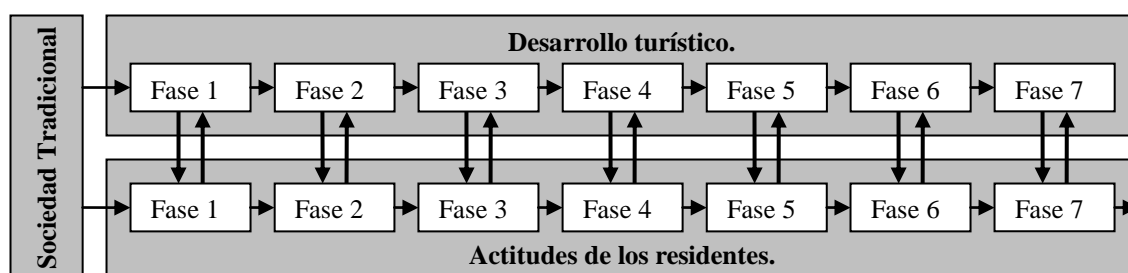 Sociedad Tradicional
Desarrollo turístico.
Fase 1 Fase 2 Fase 3 Fase 4 Fase 5 Fase 6 Fase 7
Fase 1 Fase 2 Fase 3 Fase 4 Fase 5 Fase 6 Fase 7
Actitudes de los residentes.